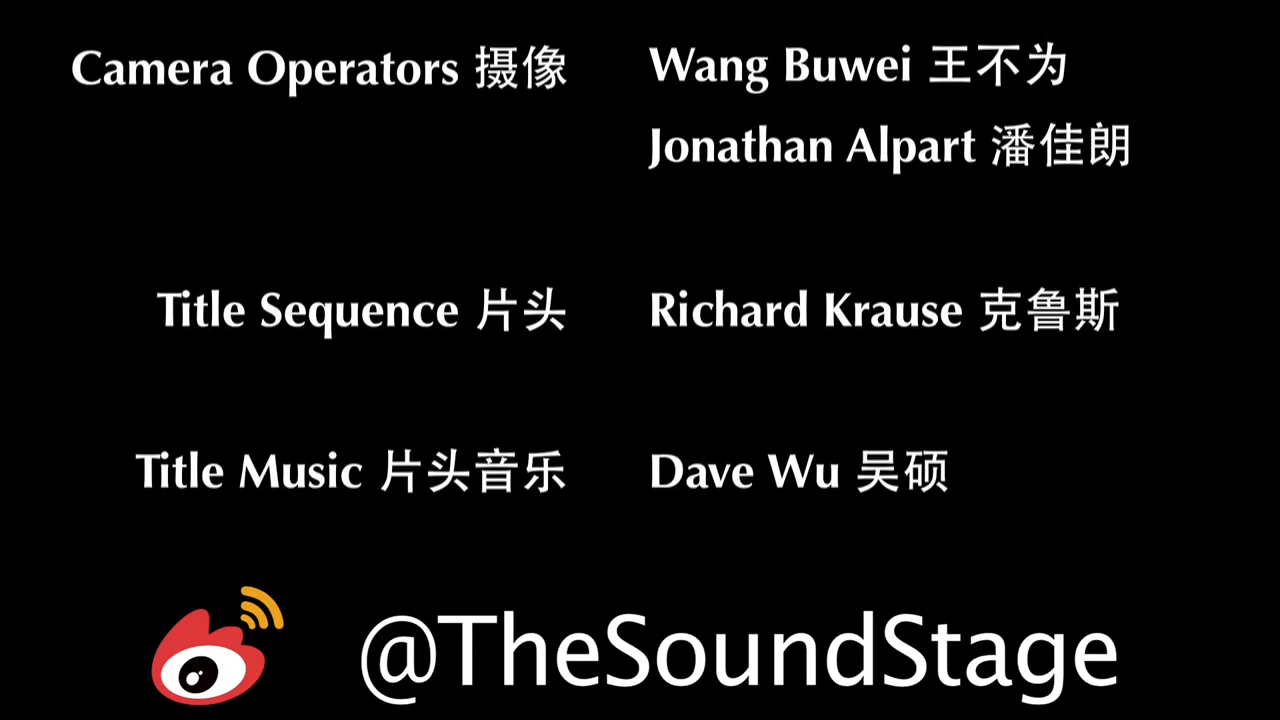 Camera Operators 摄像 Wang Buwei 王不为
Jonathan Alpart 潘佳朗
Title Sequence 片头 Richard Krause 克鲁斯
Title Music 片头音乐 Dave Wu 吴硕
@TheSoundStage